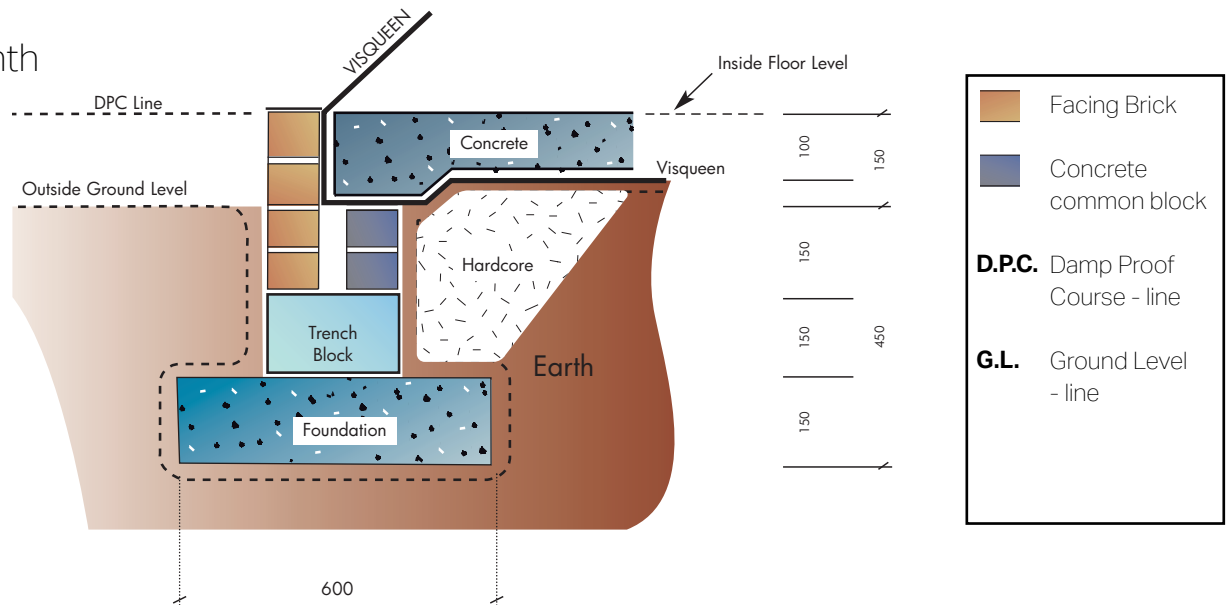 VISQUEEN
DPC Line
Inside Floor Level
Concrete
Visqueen
Outside Ground Level
Hardcore
Trench
Block
Earth
Foundation
600
100
150
150
150
450
150
Facing Brick
Concrete
common block
D.P.C. Damp Proof
Course - line
G.L. Ground Level
- line